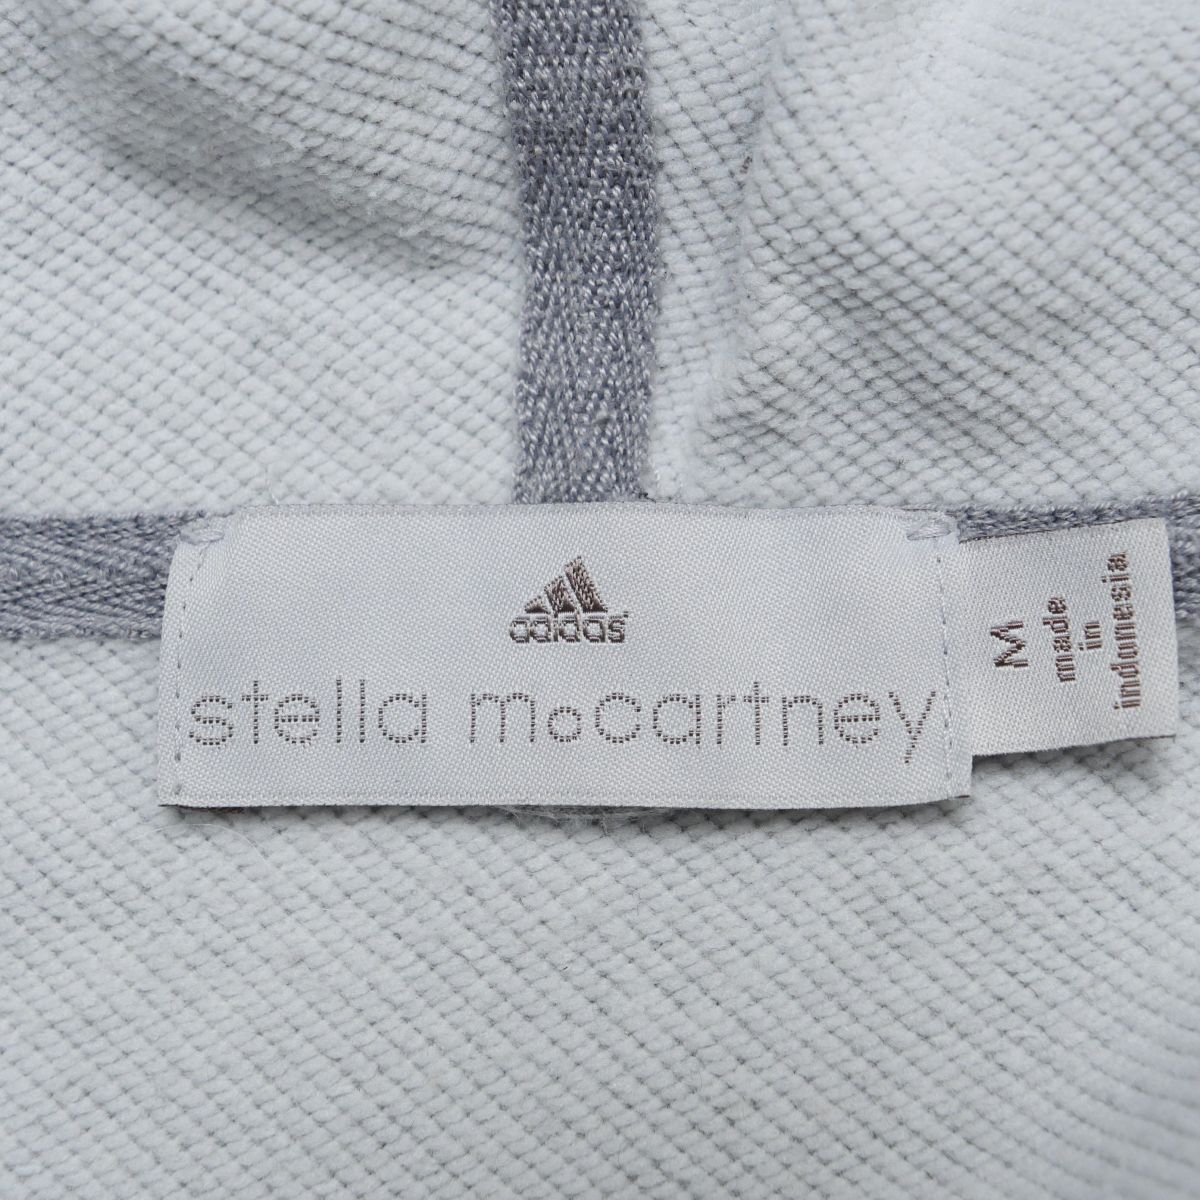 adidas
stella mccartney
M
made
in
indonesia